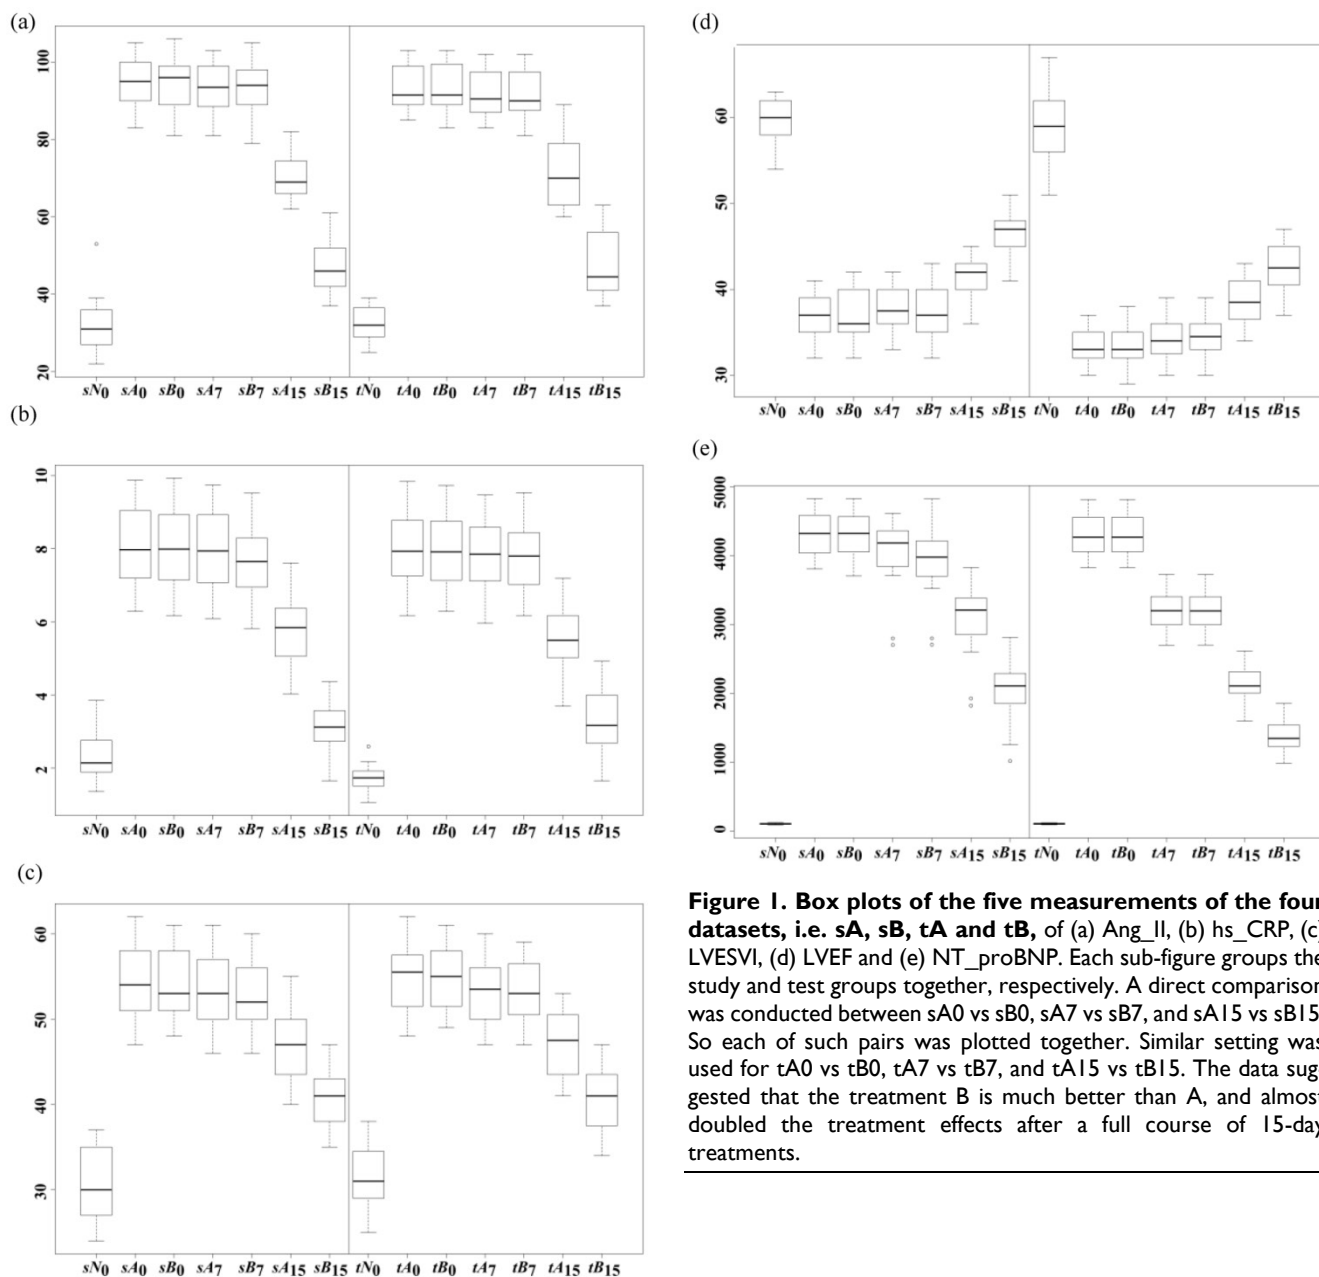 (a)
100
80
60
40
20
sN0 sA0 sB0 sA7 sB7 sA15 sB15 tN0 tA0 tB0 tA7 tB7 tA15 tB15
(b)
10
8
6
4
2
sN0 sA0 sB0 sA7 sB7 sA15 sB15 tN0 tA0 tB0 tA7 tB7 tA15 tB15
(c)
60
50
40
30
sN0 sA0 sB0 sA7 sB7 sA15 sB15 tN0 tA0 tB0 tA7 tB7 tA15 tB15
(d)
60
50
40
30
sN0 sA0 sB0 sA7 sB7 sA15 sB15 tN0 tA0 tB0 tA7 tB7 tA15 tB15
(e)
5000
4000
3000
2000
1000
0
sN0 sA0 sB0 sA7 sB7 sA15 sB15 tN0 tA0 tB0 tA7 tB7 tA15 tB15
Figure 1. Box plots of the five measurements of the four
datasets, i.e. sA, sB, tA and tB, of (a) Ang_II, (b) hs_CRP, (c)
LVESVI, (d) LVEF and (e) NT_proBNP. Each sub-figure groups the
study and test groups together, respectively. A direct comparison
was conducted between sA0 vs sB0, sA7 vs sB7, and sA15 vs sB15
So each of such pairs was plotted together. Similar setting was
used for tA0 vs tB0, tA7 vs tB7, and tA15 vs tB15. The data sug
gested that the treatment B is much better than A, and almost
doubled the treatment effects after a full course of 15-day
treatments.